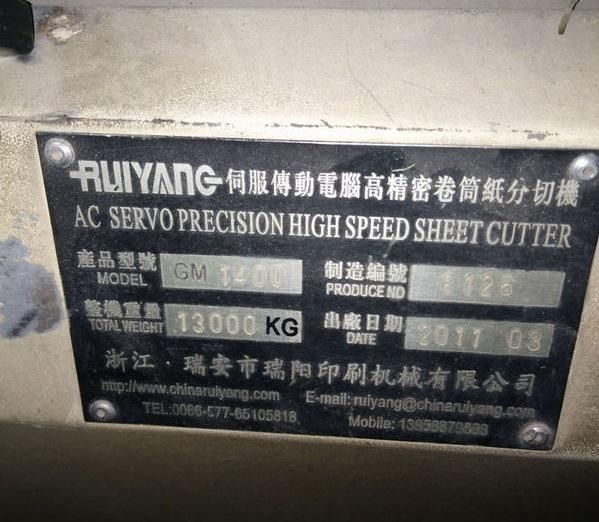 RUIYANG 伺服傳動電腦高精密卷筒紙分切機
AC SERVO PRECISION HIGH SPEED SHEET CUTTER
產品型號 MODEL GM 1400 制造編號 PRODUCE NO 1126
整機重量 TOTAL WEIGHT 13000 KG 出廠日期 DATE 2011 03
浙江·瑞安市瑞阳印刷机械有限公司
http://www.chinaruiyang.com E-mail: ruiyang@chinaruiyang.com
TEL:0086-577-65105818 Mobile: